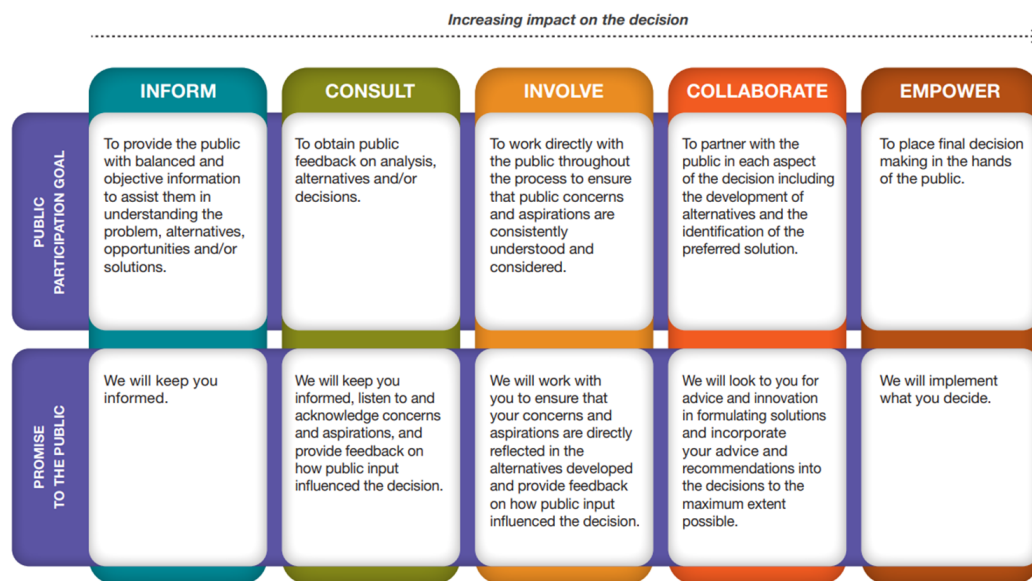 Increasing impact on the decision
INFORM
CONSULT
INVOLVE
COLLABORATE
EMPOWER
PUBLIC
PARTICIPATION GOAL
To provide the public
with balanced and
objective information
to assist them in
understanding the
problem, alternatives,
opportunities and/or
solutions.
To obtain public
feedback on analysis,
alternatives and/or
decisions.
To work directly with
the public throughout
the process to ensure
that public concerns
and aspirations are
consistently
understood and
considered.
To partner with the
public in each aspect
of the decision including
the development of
alternatives and the
identification of the
preferred solution.
To place final decision
making in the hands
of the public.
PROMISE
TO THE PUBLIC
We will keep you
informed.
We will keep you
informed, listen to and
acknowledge concerns
and aspirations, and
provide feedback on
how public input
influenced the decision.
We will work with
you to ensure that
your concerns and
aspirations are directly
reflected in the
alternatives developed
and provide feedback
on how public input
influenced the decision.
We will look to you for
advice and innovation
in formulating solutions
and incorporate
your advice and
recommendations into
the decisions to the
maximum extent
possible.
We will implement
what you decide.